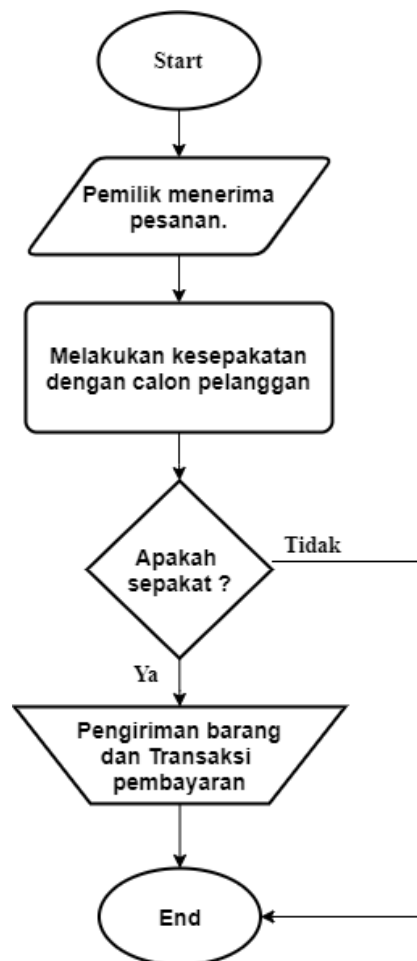 Start
Pemilik menerima
pesanan.
Melakukan kesepakatan
dengan calon pelanggan
Apakah
sepakat ?
Tidak
Ya
Pengiriman barang
dan Transaksi
pembayaran
End